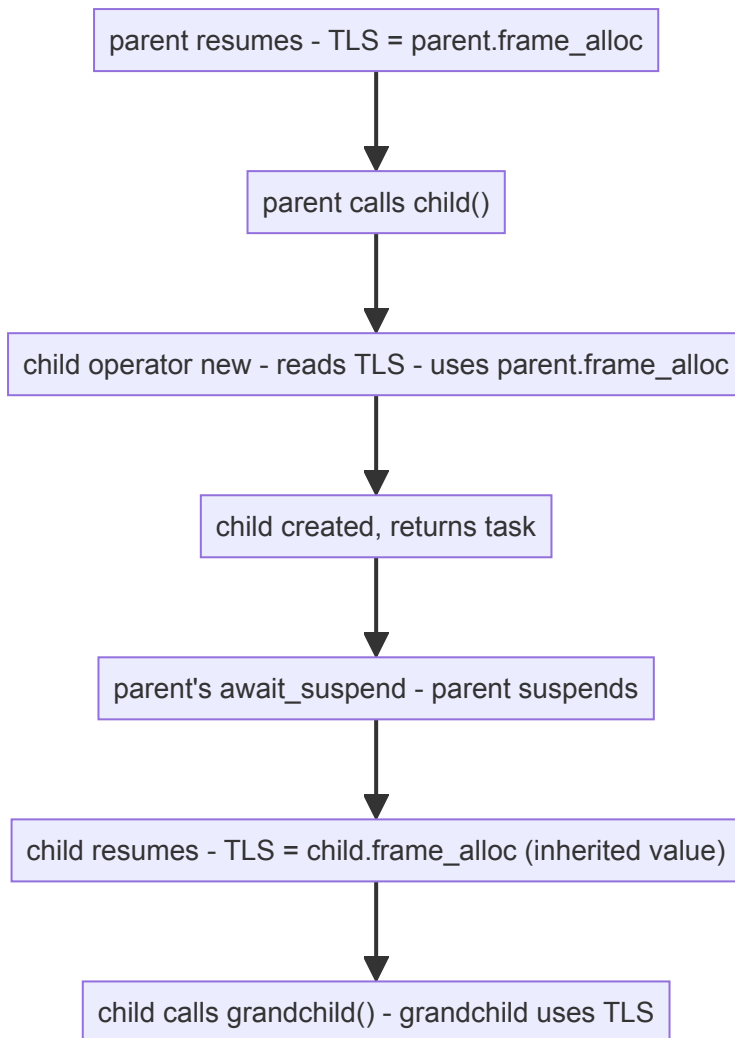 parent resumes - TLS = parent.frame_alloc
parent calls child()
child operator new - reads TLS - uses parent.frame_alloc
child created, returns task
parent's await_suspend - parent suspends
child resumes - TLS = child.frame_alloc (inherited value)
child calls grandchild() - grandchild uses TLS